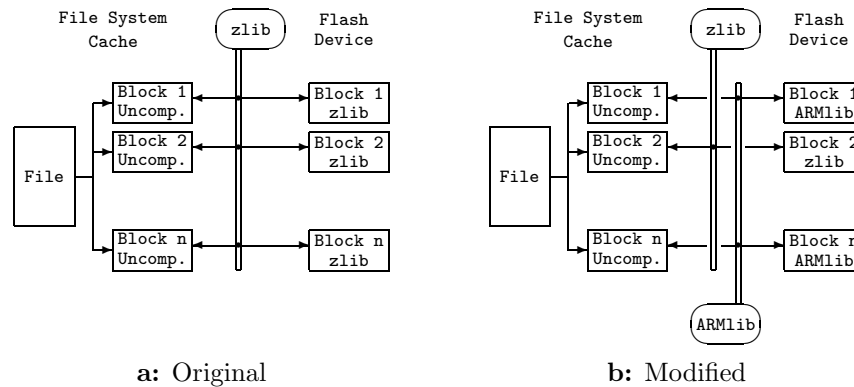 File System
Cache
zlib
Flash
Device
Block 1
Uncomp.
Block 1
zlib
Block 2
Uncomp.
Block 2
zlib
File
Block n
Uncomp.
Block n
zlib
a: Original
File System
Cache
zlib
Flash
Device
Block 1
Uncomp.
Block 1
ARMlib
Block 2
Uncomp.
Block 2
zlib
File
Block n
Uncomp.
Block n
ARMlib
ARMlib
b: Modified